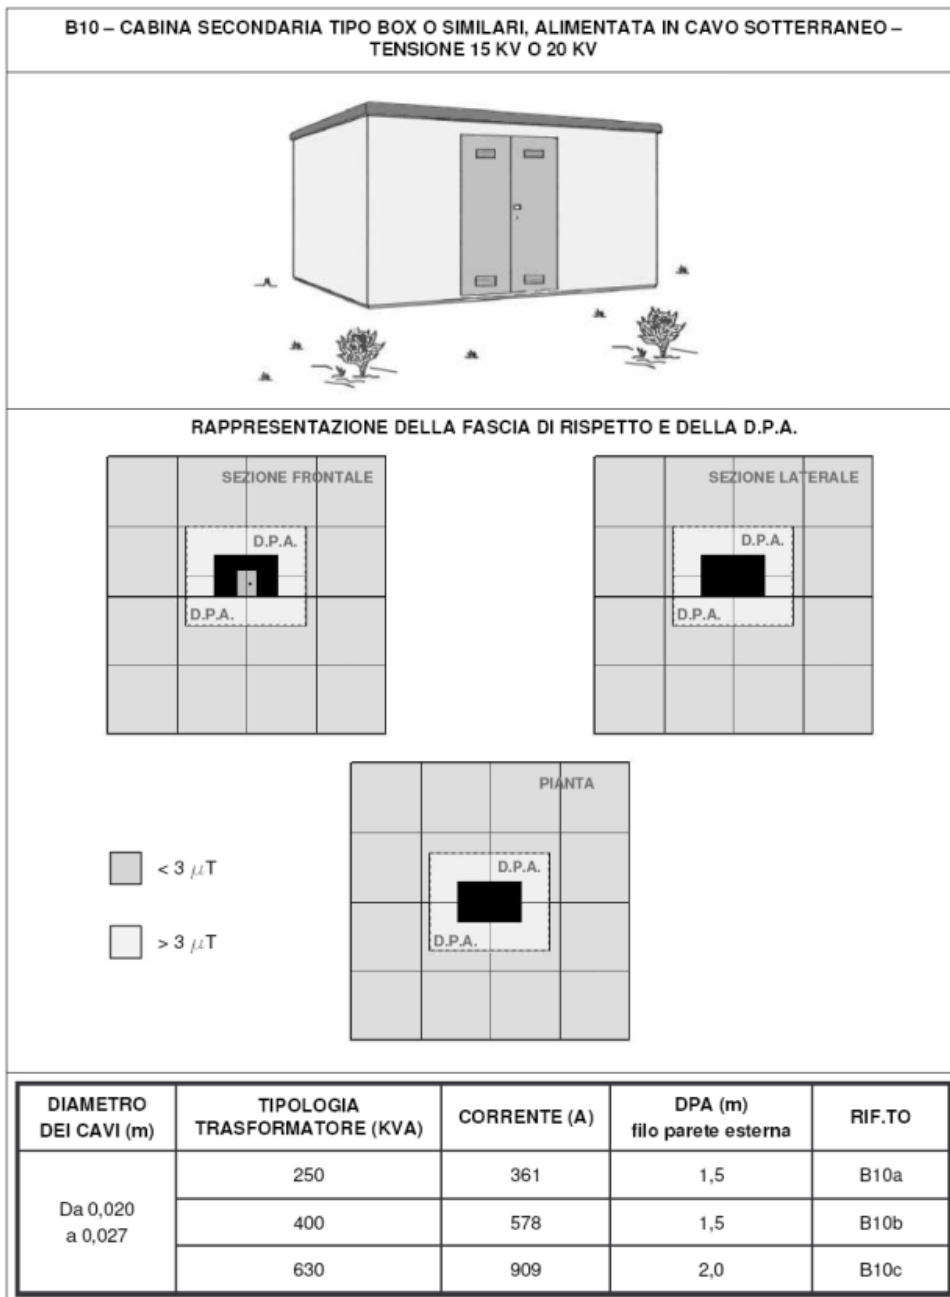 B10 – CABINA SECONDARIA TIPO BOX O SIMILARI, ALIMENTATA IN CAVO SOTTERRANEO –
TENSIONE 15 KV O 20 KV
RAPPRESENTAZIONE DELLA FASCIA DI RISPETTO E DELLA D.P.A.
SEZIONE FRONTALE
D.P.A.
D.P.A.
SEZIONE LATERALE
D.P.A.
D.P.A.
PIANTA
D.P.A.
D.P.A.
< 3 μT
> 3 μT
DIAMETRO
DEI CAVI (m)
TIPOLOGIA
TRASFORMATORE (KVA)
CORRENTE (A)
DPA (m)
filo parete esterna
RIF.TO
Da 0,020
a 0,027
250
361
1,5
B10a
400
578
1,5
B10b
630
909
2,0
B10c